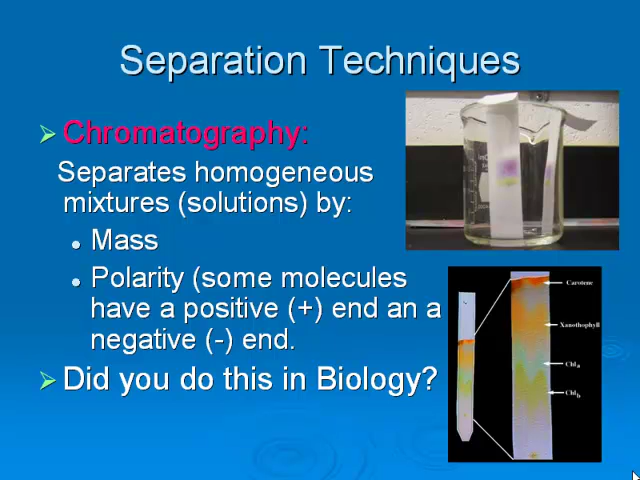 Separation Techniques
Chromatography:
Separates homogeneous
mixtures (solutions) by:
Mass
Polarity (some molecules
have a positive (+) end an a
negative (-) end.
Did you do this in Biology?
Carotene
Xanothophyll
Chl a
Chl b